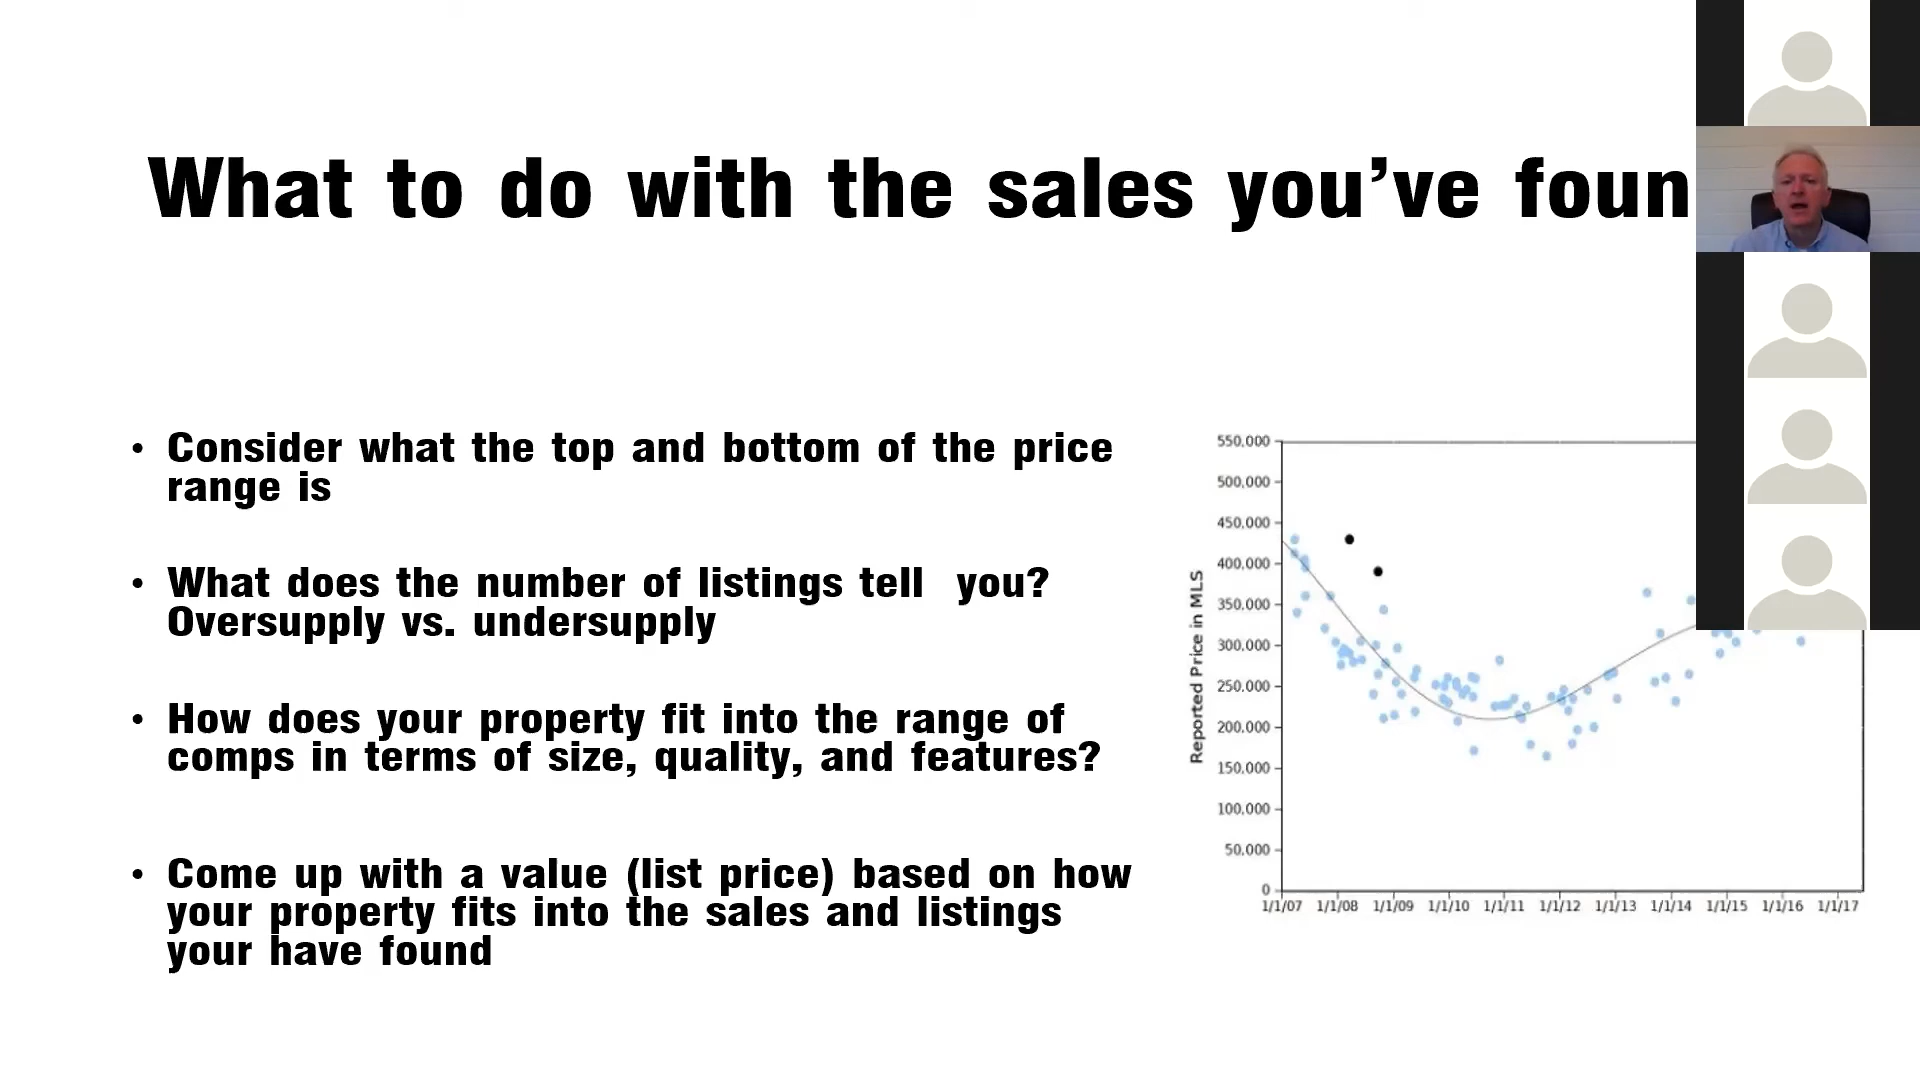 What to do with the sales you’ve foun
• Consider what the top and bottom of the price
range is
• What does the number of listings tell you?
Oversupply vs. undersupply
• How does your property fit into the range of
comps in terms of size, quality, and features?
• Come up with a value (list price) based on how
your property fits into the sales and listings
your have found
Reported Price in MLS
550,000
500,000
450,000
400,000
350,000
300,000
250,000
200,000
150,000
100,000
50,000
0
1/1/07 1/1/08 1/1/09 1/1/10 1/1/11 1/1/12 1/1/13 1/1/14 1/1/15 1/1/16 1/1/17